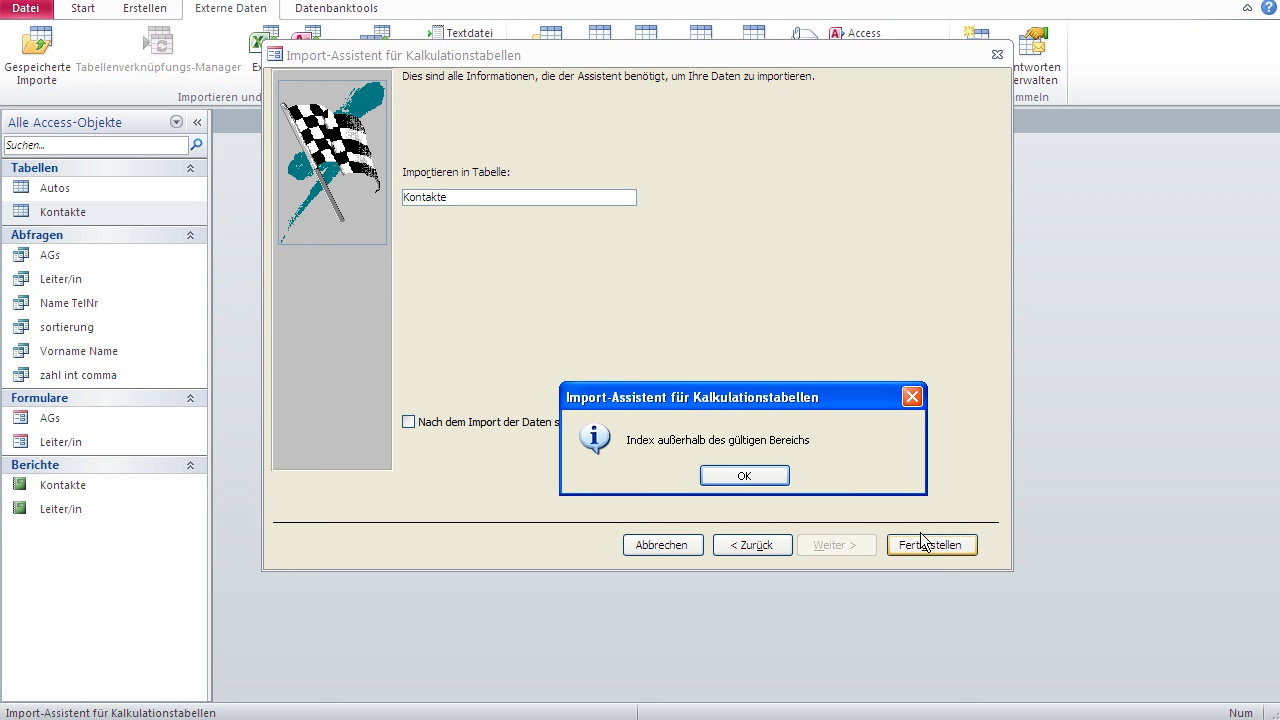 Datei Start Erstellen Externe Daten Datenbanktools
Textdatei Access
Gespeicherte Importe
Tabellenverknüpfungs-Manager
Importieren und
Import-Assistent für Kalkulationstabellen
Dies sind alle Informationen, die der Assistent benötigt, um Ihre Daten zu importieren.
Importieren in Tabelle:
Kontakte
Nach dem Import der Daten
Import-Assistent für Kalkulationstabellen
Index außerhalb des gültigen Bereichs
OK
Abbrechen < Zurück Weiter >
Alle Access-Objekte
Suchen...
Tabellen
Autos
Kontakte
Abfragen
AGs
Leiter/in
Name TelNr
sortierung
Vorname Name
zahl int comma
Formulare
AGs
Leiter/in
Berichte
Kontakte
Leiter/in
Import-Assistent für Kalkulationstabellen Num